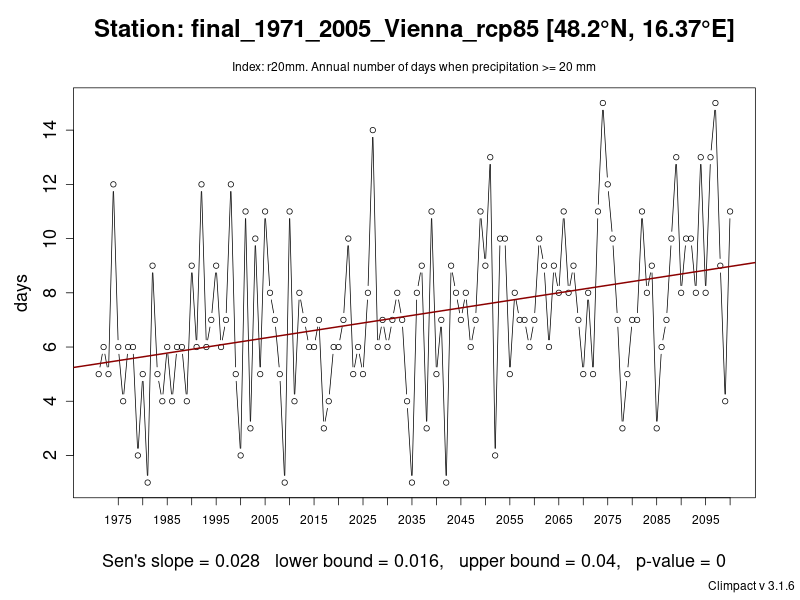 Station: final_1971_2005_Vienna_rcp85 [48.2°N, 16.37°E]
Index: r20mm. Annual number of days when precipitation >= 20 mm
days
14
12
10
8
6
4
2
1975 1985 1995 2005 2015 2025 2035 2045 2055 2065 2075 2085 2095
Sen's slope = 0.028 lower bound = 0.016, upper bound = 0.04, p-value = 0
Climpact v 3.1.6